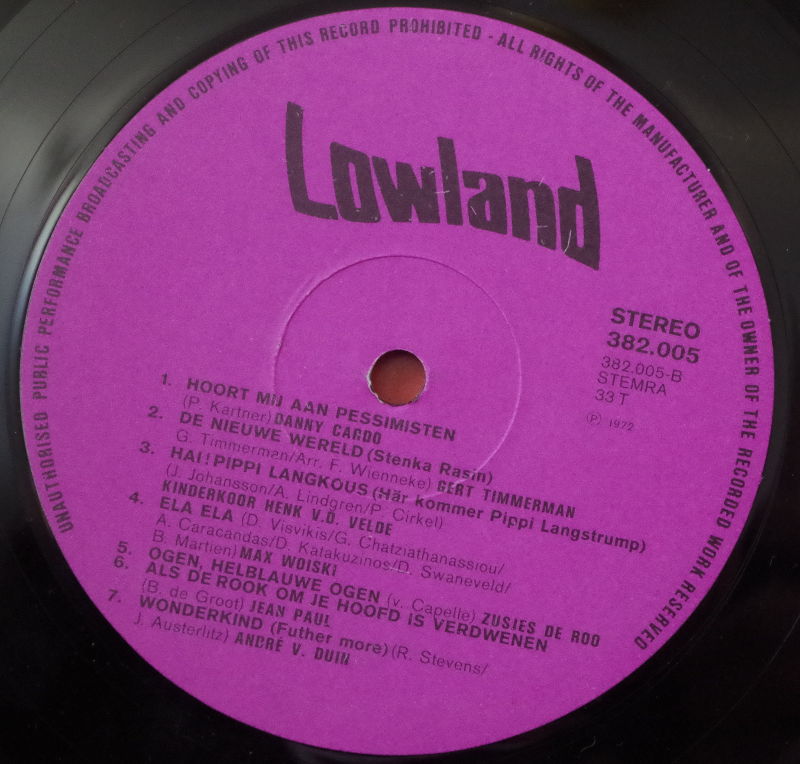 UNAUTHORISED PUBLIC PERFORMANCE BROADCASTING AND COPYING OF THIS RECORD PROHIBITED - ALL RIGHTS OF THE MANUFACTURER AND OF THE OWNER OF THE RECORDED WORK RESERVED
Lowland
STEREO
382.005
382.005-B
STEMRA
33 T
Ⓟ 1972
1. HOORT MIJ AAN PESSIMISTEN
(P. Kartner) DANNY CARDO
2. DE NIEUWE WERELD (Stenka Rasin)
G. Timmerman/Arr. F. Wienneke) GERT TIMMERMAN
3. HAI! PIPPI LANGKOUS (Här kommer Pippi Langstrump)
(J. Johansson/A. Lindgren/P. Cirkel)
KINDERKOOR HENK V.D. VELDE
4. ELA ELA (D. Visvikis/G. Chatziathanassiou/
A. Caracandas/D. Kalakuzinos/D. Swaneveld/
B. Martien) MAX WOISKI
5. OGEN, HELBLAUWE OGEN (v. Capelle) ZUSJES DE ROO
6. ALS DE ROOK OM JE HOOFD IS VERDWENEN
(B. de Groot) JEAN PAUL
7. WONDERKIND (Futher more) (R. Stevens/
J. Austerlitz) ANDRÉ V. DUIN